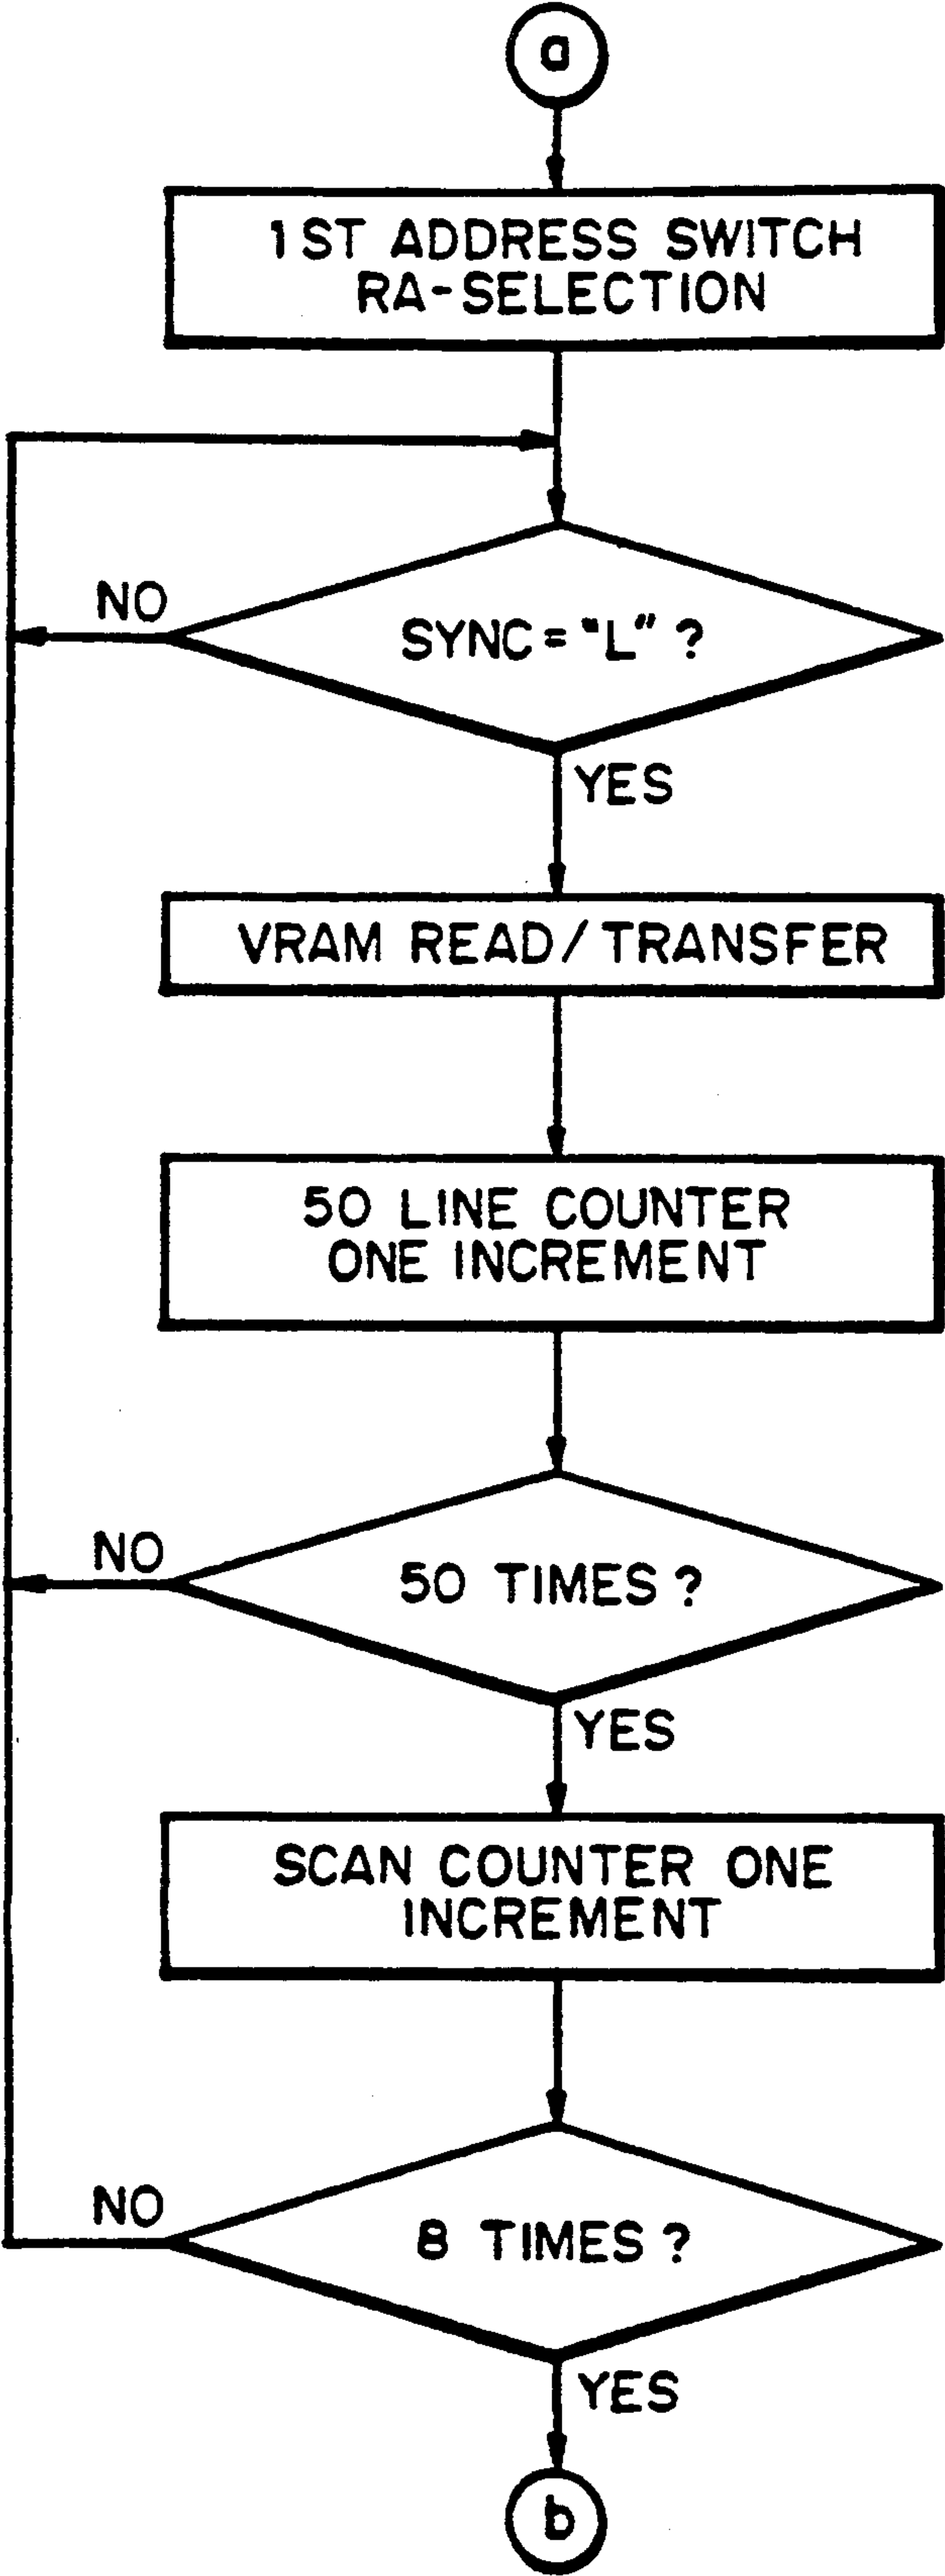 a
1ST ADDRESS SWITCH
RA-SELECTION
NO
SYNC = "L" ?
YES
VRAM READ/TRANSFER
50 LINE COUNTER
ONE INCREMENT
NO
50 TIMES ?
YES
SCAN COUNTER ONE
INCREMENT
NO
8 TIMES ?
YES
b